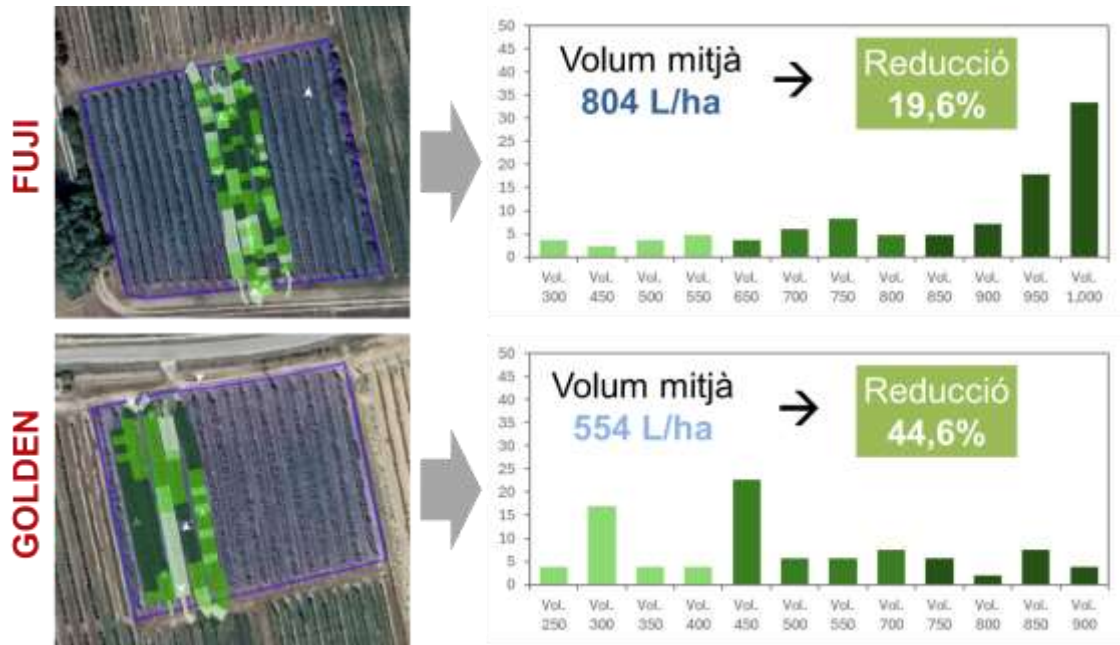 FUJI
Volum mitjà → Reducció
804 L/ha 19,6%
50
45
40
35
30
25
20
15
10
5
0
Vol. Vol. Vol. Vol. Vol. Vol. Vol. Vol. Vol. Vol. Vol. Vol.
300 450 500 550 650 700 750 800 850 900 950 1,000
GOLDEN
Volum mitjà → Reducció
554 L/ha 44,6%
50
45
40
35
30
25
20
15
10
5
0
Vol. Vol. Vol. Vol. Vol. Vol. Vol. Vol. Vol. Vol. Vol. Vol.
250 300 350 400 450 500 550 700 750 800 850 900